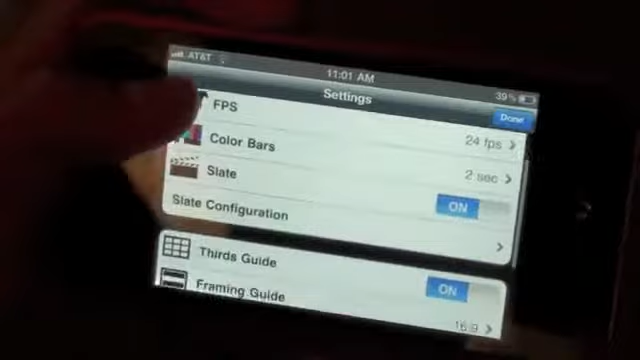 AT&T 11:01 AM 39%
Settings Done
FPS 24 fps
Color Bars 2 sec
Slate ON
Slate Configuration
Thirds Guide ON
Framing Guide 16:9